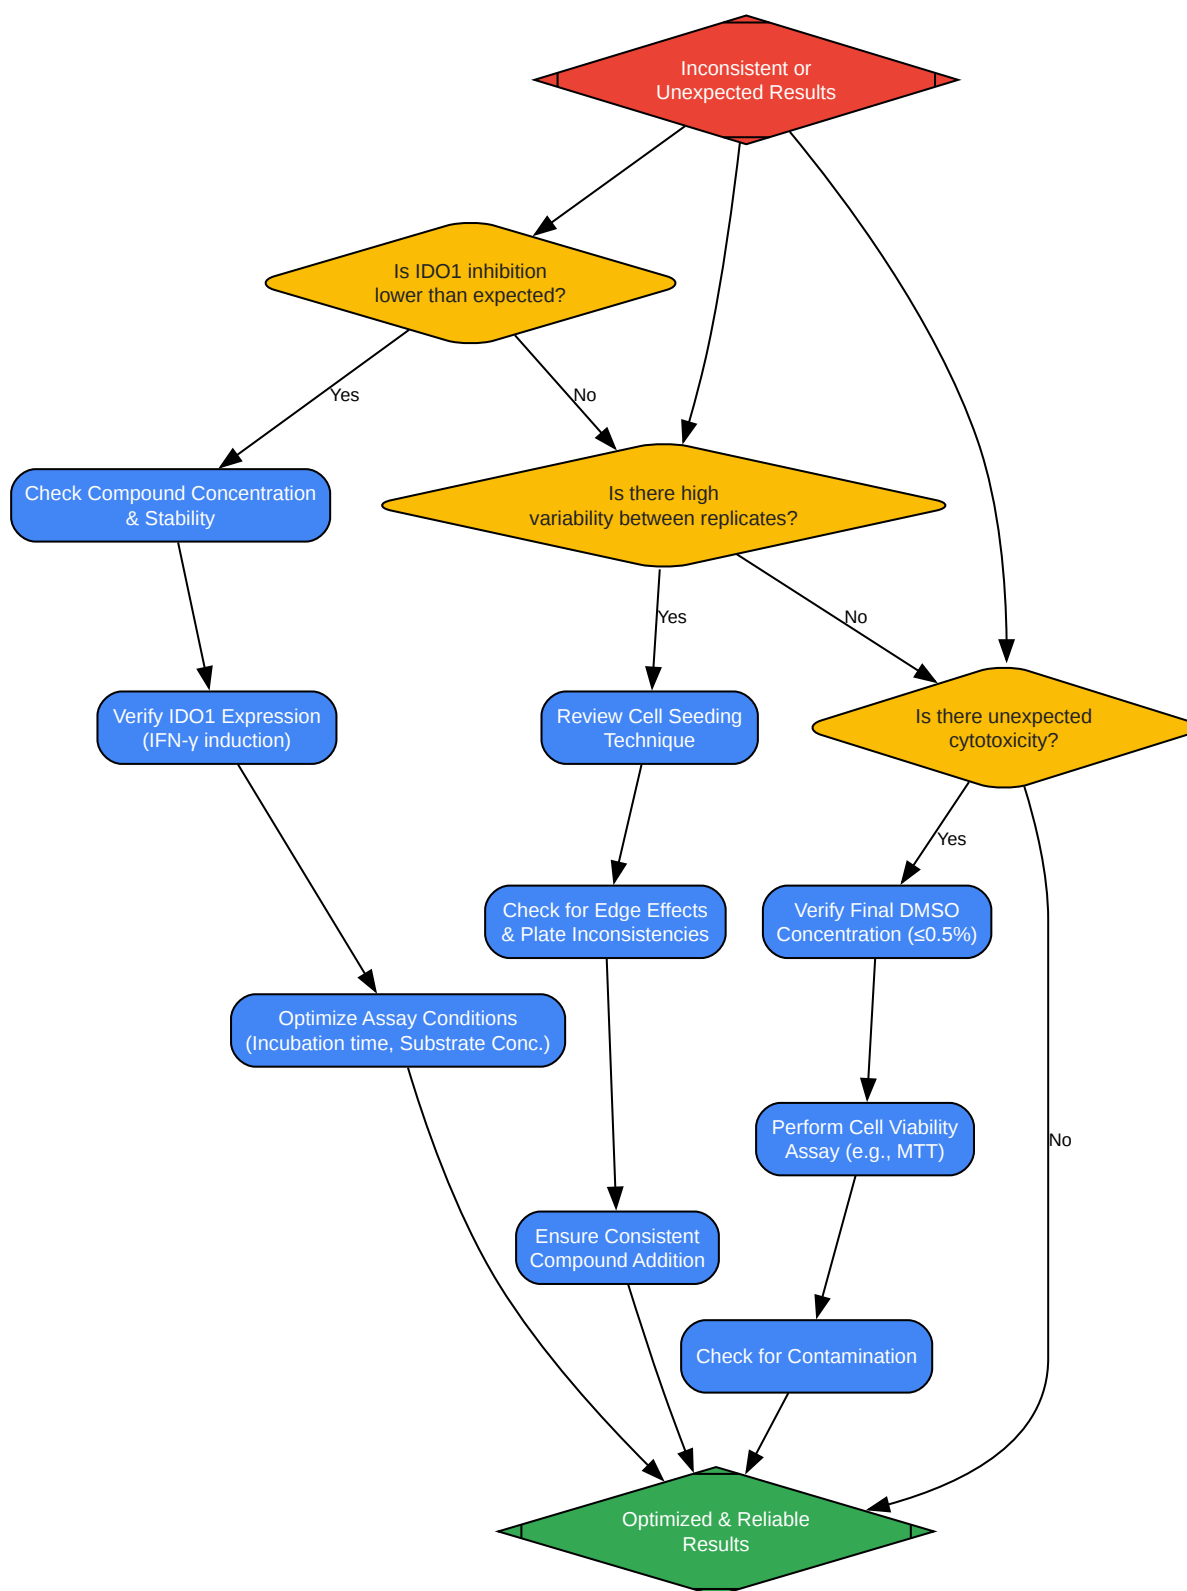 Inconsistent or
Unexpected Results
Is IDO1 inhibition
lower than expected?
Yes
No
Check Compound Concentration
& Stability
Is there high
variability between replicates?
Yes
No
Verify IDO1 Expression
(IFN-γ induction)
Review Cell Seeding
Technique
Is there unexpected
cytotoxicity?
Yes
Check for Edge Effects
& Plate Inconsistencies
Verify Final DMSO
Concentration (≤0.5%)
Optimize Assay Conditions
(Incubation time, Substrate Conc.)
Perform Cell Viability
Assay (e.g., MTT)
No
Ensure Consistent
Compound Addition
Check for Contamination
Optimized & Reliable
Results